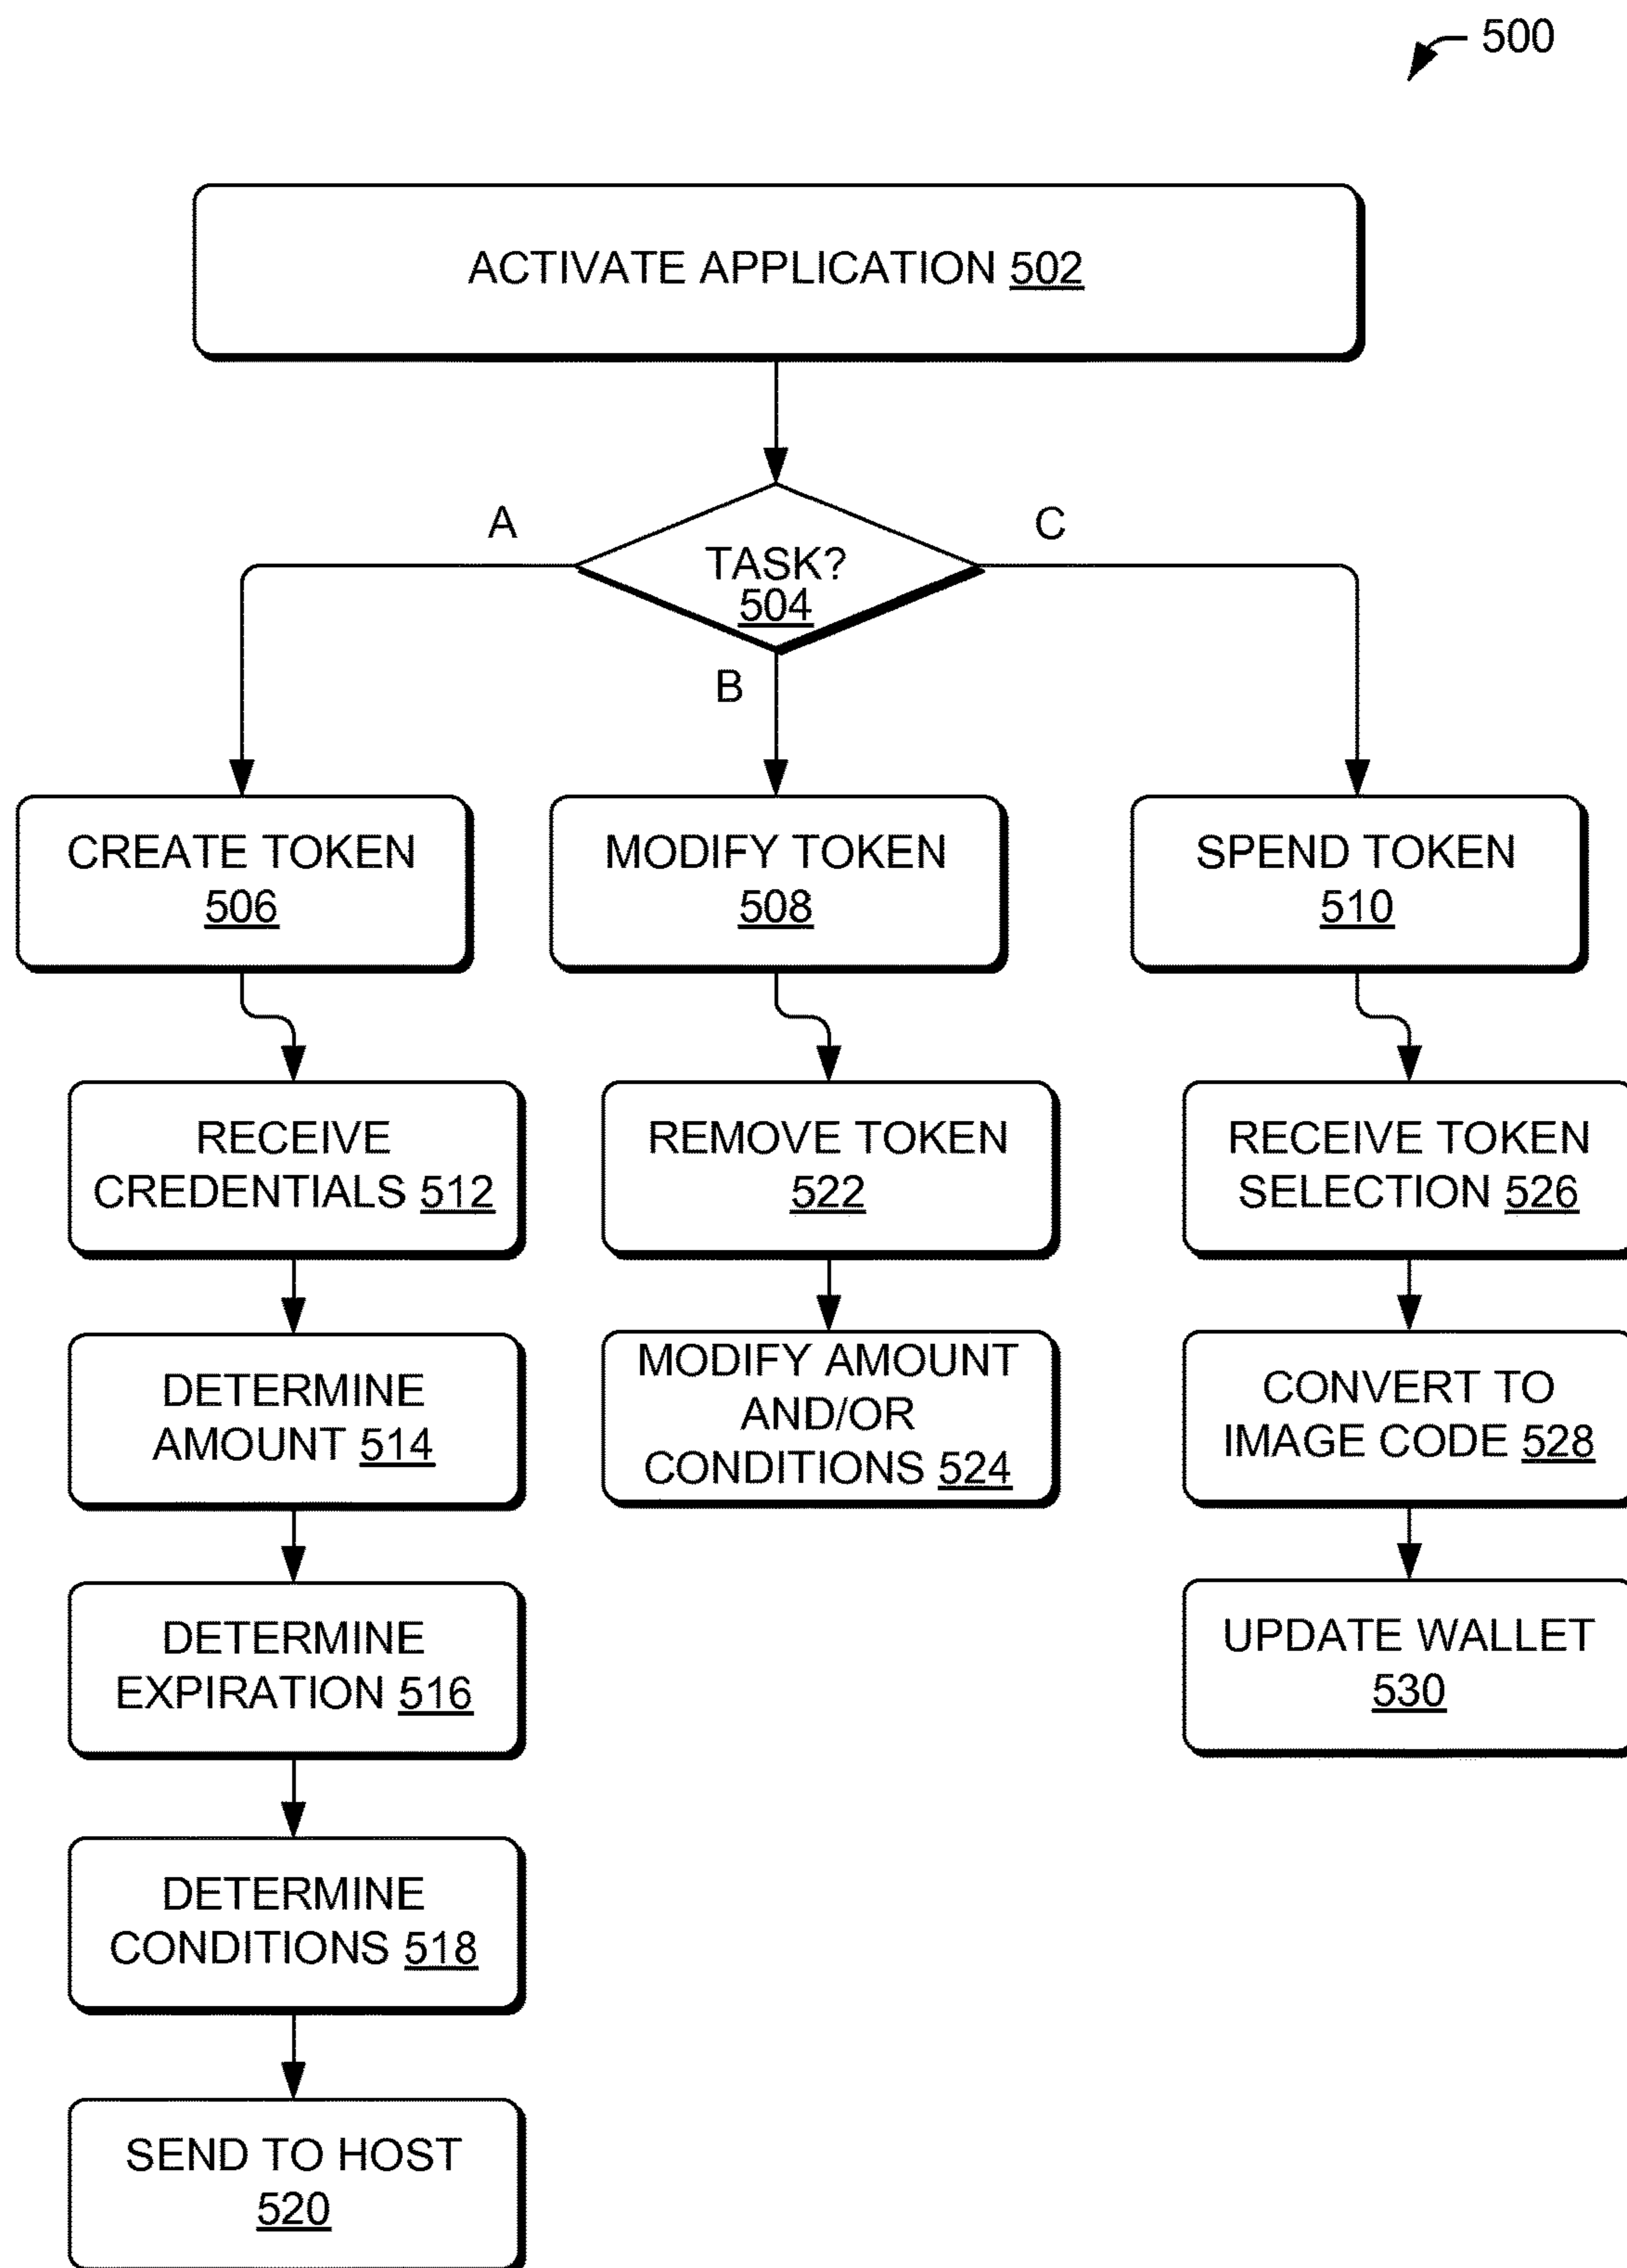 500
ACTIVATE APPLICATION 502
A
C
TASK?
504
B
CREATE TOKEN
506
MODIFY TOKEN
508
SPEND TOKEN
510
RECEIVE
CREDENTIALS 512
REMOVE TOKEN
522
RECEIVE TOKEN
SELECTION 526
DETERMINE
AMOUNT 514
MODIFY AMOUNT
AND/OR
CONDITIONS 524
CONVERT TO
IMAGE CODE 528
DETERMINE
EXPIRATION 516
UPDATE WALLET
530
DETERMINE
CONDITIONS 518
SEND TO HOST
520